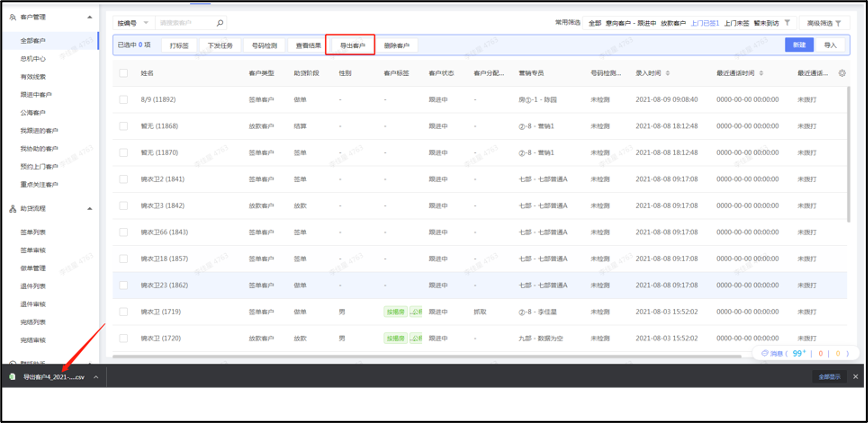 客户管理
全部客户
总机中心
有效线索
跟进中客户
公海客户
我跟进的客户
我协助的客户
预约上门客户
重点关注客户
助贷流程
签单列表
签单审核
做单管理
退件列表
退件审核
完结列表
完结审核
按编号 请搜索客户 常用筛选: 全部 意向客户 - 跟进中 放款客户 上门已签1 上门未签 暂未到访 高级筛选
已选中 0 项 打标签 下发任务 号码检测 查看结果 导出客户 删除客户 新建 导入
姓名 客户类型 助贷阶段 性别 客户标签 客户状态 客户分配... 营销专员 号码检测... 录入时间 最近通话时间 最近通话...
8/9 (11892) 签单客户 做单 - - 跟进中 - 房①-1 - 陈园 未检测 2021-08-09 09:08:40 0000-00-00 00:00:00 未拨打
暂无 (11868) 放款客户 结算 - - 跟进中 - ②-8 - 营销1 未检测 2021-08-08 18:12:48 0000-00-00 00:00:00 未拨打
暂无 (11870) 签单客户 做单 - - 跟进中 - ②-8 - 营销1 未检测 2021-08-08 18:12:48 0000-00-00 00:00:00 未拨打
锦衣卫2 (1841) 签单客户 签单 - - 跟进中 - 七部 - 七部普通A 未检测 2021-08-08 09:17:08 0000-00-00 00:00:00 未拨打
锦衣卫3 (1842) 放款客户 放款 - - 跟进中 - 七部 - 七部普通A 未检测 2021-08-08 09:17:08 0000-00-00 00:00:00 未拨打
锦衣卫66 (1843) 签单客户 签单 - - 跟进中 - 七部 - 七部普通A 未检测 2021-08-08 09:17:08 0000-00-00 00:00:00 未拨打
锦衣卫18 (1857) 签单客户 签单 - - 跟进中 - 七部 - 七部普通A 未检测 2021-08-08 09:17:08 0000-00-00 00:00:00 未拨打
锦衣卫23 (1862) 签单客户 做单 - - 跟进中 - 七部 - 七部普通A 未检测 2021-08-08 09:17:08 0000-00-00 00:00:00 未拨打
锦衣卫 (1719) 签单客户 做单 男 按揭房 跟进中 抓取 ②-8 - 李佳星 未检测 2021-08-03 15:52:02 0000-00-00 00:00:00 未拨打
锦衣卫 (1720) 放款客户 放款 男 按揭房 跟进中 - 九部 - 数据为空 未检测 2021-08-03 15:52:02 0000-00-00 00:00:00 未拨打
消息 ( 99+ | 0 | 0 )
导出客户4_2021-....csv 全部显示